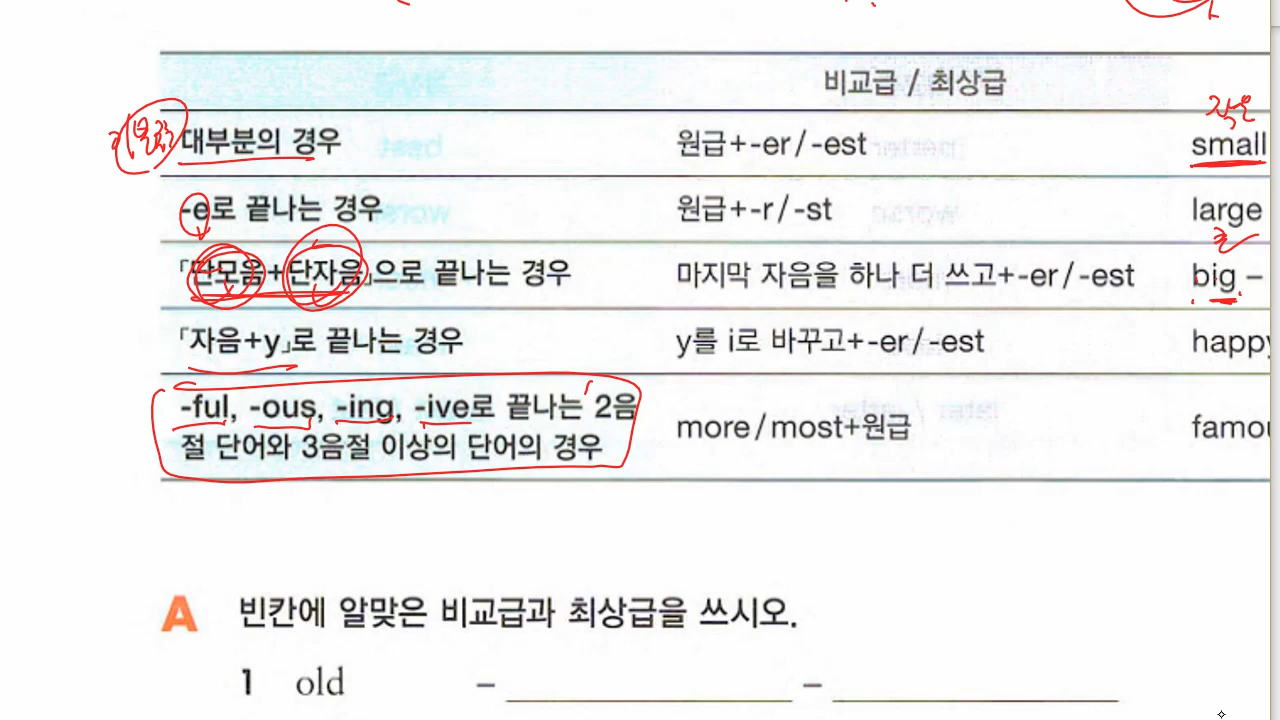 비교급 / 최상급
작은
대부분의 경우 원급+-er/-est small
-e로 끝나는 경우 원급+-r/-st large
큰
「단모음+단자음」으로 끝나는 경우 마지막 자음을 하나 더 쓰고+-er/-est big –
「자음+y」로 끝나는 경우 y를 i로 바꾸고+-er/-est happy
-ful, -ous, -ing, -ive로 끝나는 2음
절 단어와 3음절 이상의 단어의 경우 more/most+원급 famou
A 빈칸에 알맞은 비교급과 최상급을 쓰시오.
1 old – –